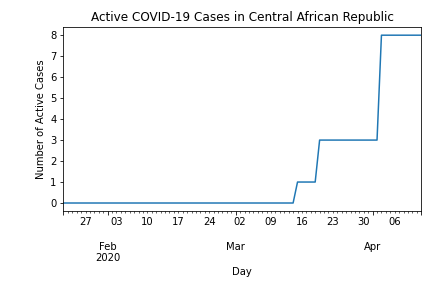 Active COVID-19 Cases in Central African Republic
8
7
6
5
4
3
2
1
0
Number of Active Cases
27 03 10 17 24 02 09 16 23 30 06
Feb Mar Apr
2020
Day